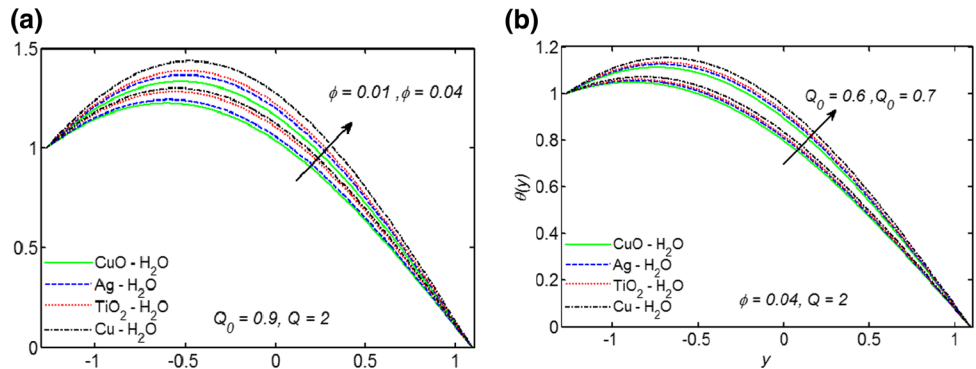 (a)
1.5
1
0.5
0
-1
-0.5
0
0.5
1
ϕ = 0.01 , ϕ = 0.04
CuO - H₂O
Ag - H₂O
TiO₂ - H₂O
Cu - H₂O
Q₀ = 0.9, Q = 2
(b)
1.2
1
0.8
0.6
0.4
0.2
0
θ(y)
-1
-0.5
0
0.5
1
y
Q₀ = 0.6 , Q₀ = 0.7
CuO - H₂O
Ag - H₂O
TiO₂ - H₂O
Cu - H₂O
ϕ = 0.04, Q = 2